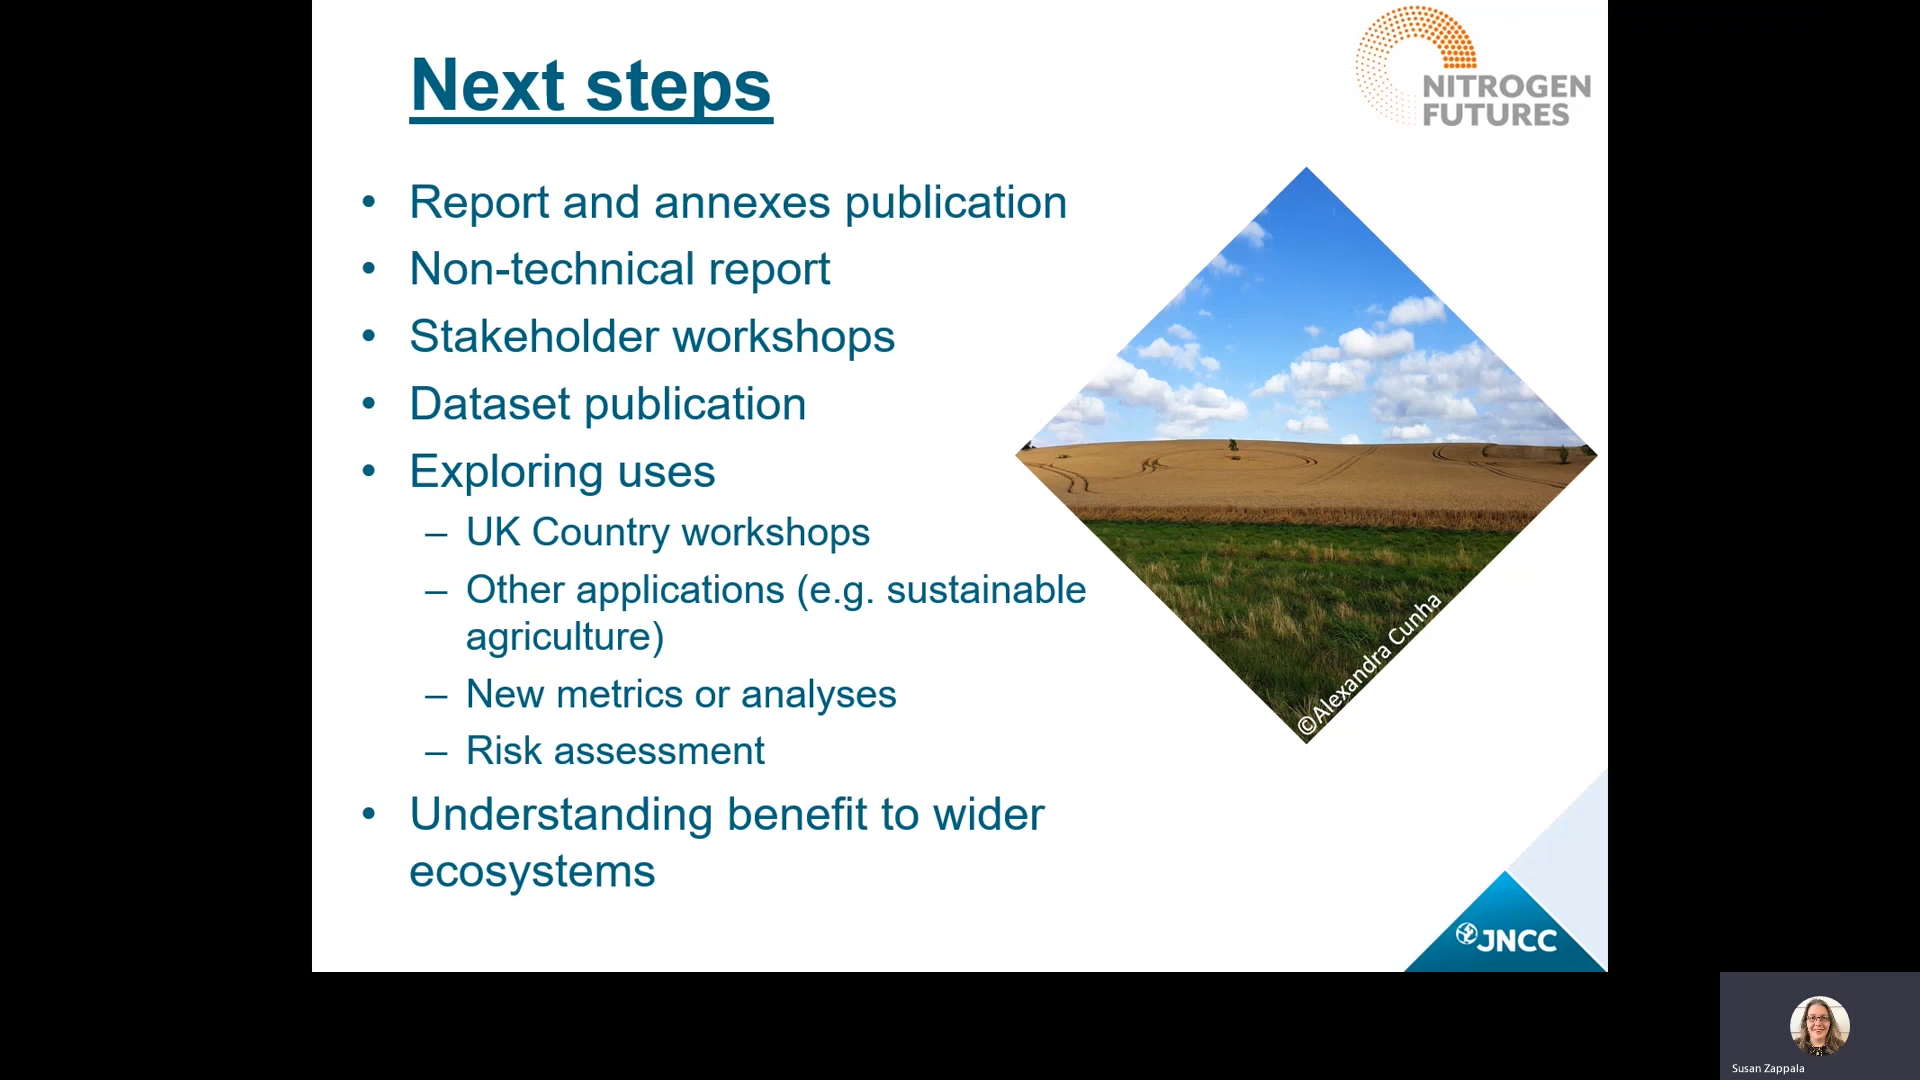 Next steps
NITROGEN
FUTURES
• Report and annexes publication
• Non-technical report
• Stakeholder workshops
• Dataset publication
• Exploring uses
– UK Country workshops
– Other applications (e.g. sustainable
agriculture)
– New metrics or analyses
– Risk assessment
• Understanding benefit to wider
ecosystems
©Alexandra Cunha
JNCC
Susan Zappala